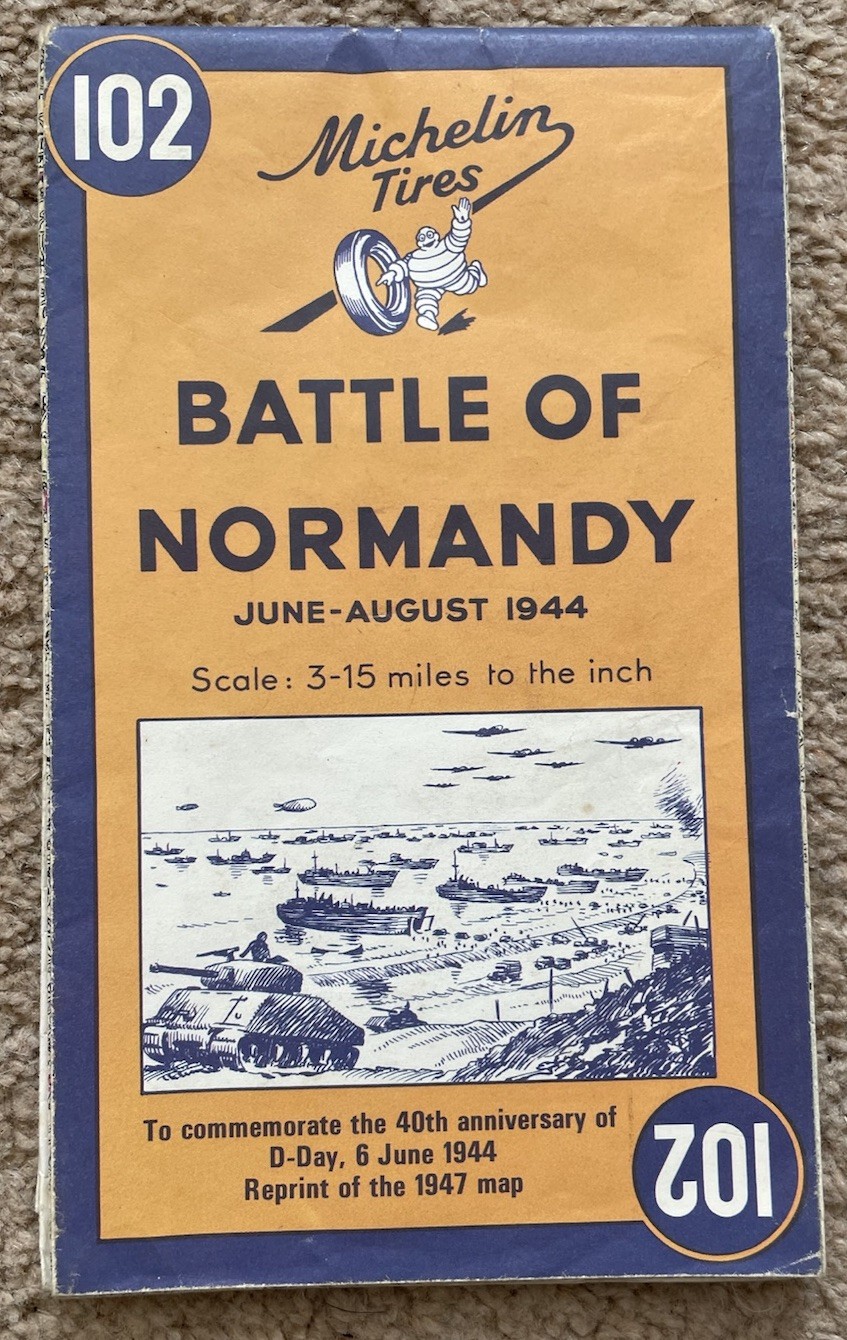 102
Michelin
Tires
BATTLE OF
NORMANDY
JUNE-AUGUST 1944
Scale: 3-15 miles to the inch
To commemorate the 40th anniversary of
D-Day, 6 June 1944
Reprint of the 1947 map
102